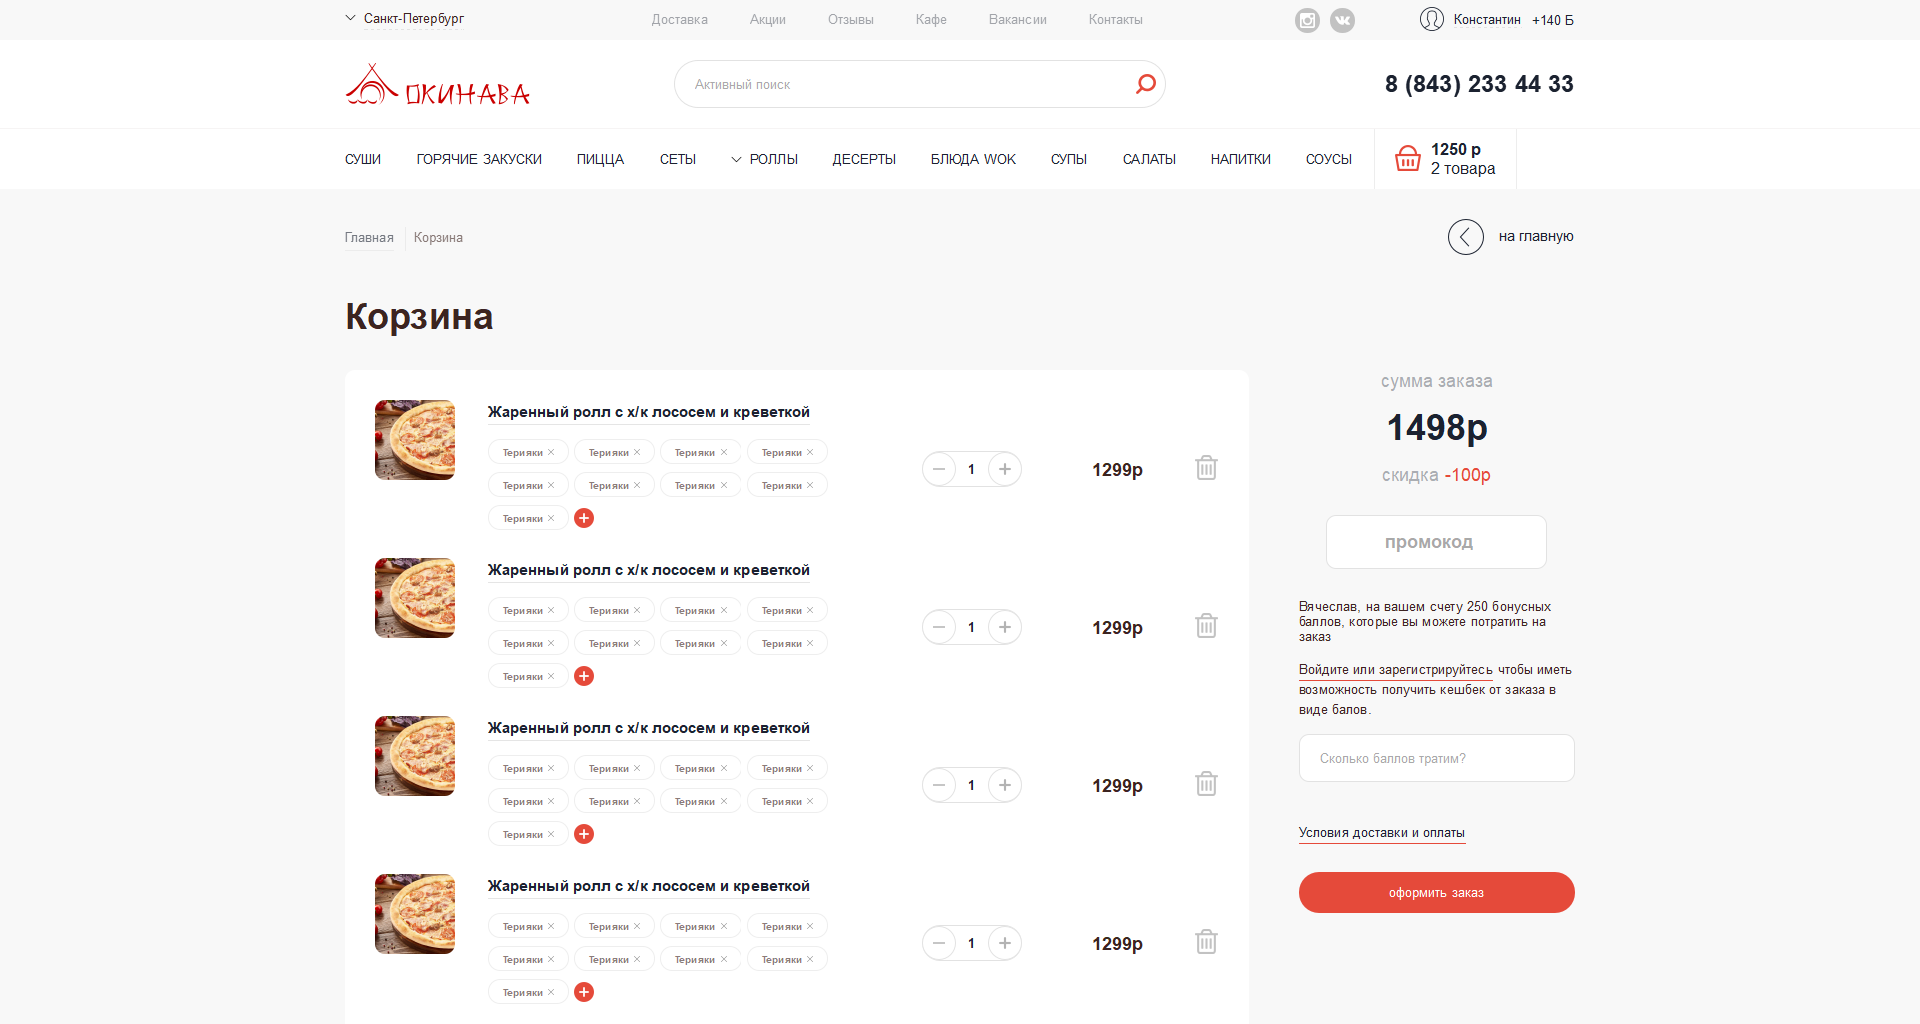 Санкт-Петербург
Доставка Акции Отзывы Кафе Вакансии Контакты
Константин +140 Б
ОКИНАВА
Активный поиск
8 (843) 233 44 33
СУШИ ГОРЯЧИЕ ЗАКУСКИ ПИЦЦА СЕТЫ РОЛЛЫ ДЕСЕРТЫ БЛЮДА WOK СУПЫ САЛАТЫ НАПИТКИ СОУСЫ
1250 р
2 товара
Главная Корзина
на главную
Корзина
Жаренный ролл с х/к лососем и креветкой
Терияки Терияки Терияки Терияки
Терияки Терияки Терияки Терияки
Терияки
1
1299р
Жаренный ролл с х/к лососем и креветкой
Терияки Терияки Терияки Терияки
Терияки Терияки Терияки Терияки
Терияки
1
1299р
Жаренный ролл с х/к лососем и креветкой
Терияки Терияки Терияки Терияки
Терияки Терияки Терияки Терияки
Терияки
1
1299р
Жаренный ролл с х/к лососем и креветкой
Терияки Терияки Терияки Терияки
Терияки Терияки Терияки Терияки
Терияки
1
1299р
сумма заказа
1498р
скидка -100р
промокод
Вячеслав, на вашем счету 250 бонусных
баллов, которые вы можете потратить на
заказ
Войдите или зарегистрируйтесь чтобы иметь
возможность получить кешбек от заказа в
виде балов.
Сколько баллов тратим?
Условия доставки и оплаты
оформить заказ